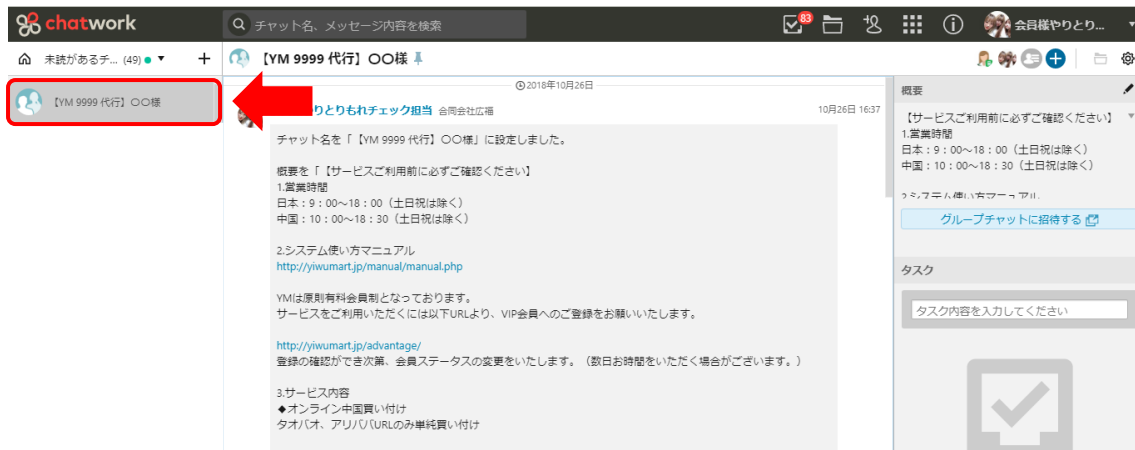 chatwork
チャット名、メッセージ内容を検索
83
会員様やりとり...
未読があるチ... (49)
【YM 9999 代行】〇〇様
【YM 9999 代行】〇〇様
2018年10月26日
りとりもれチェック担当 合同会社広福
10月26日 16:37
チャット名を「【YM 9999 代行】〇〇様」に設定しました。
概要を「【サービスご利用前に必ずご確認ください】
1.営業時間
日本：9：00～18：00（土日祝は除く）
中国：10：00～18：30（土日祝は除く）
2.システム使い方マニュアル
http://yiwumart.jp/manual/manual.php
YMは原則有料会員制となっております。
サービスをご利用いただくには以下URLより、VIP会員へのご登録をお願いいたします。
http://yiwumart.jp/advantage/
登録の確認ができ次第、会員ステータスの変更をいたします。（数日お時間をいただく場合がございます。）
3.サービス内容
◆オンライン中国買い付け
タオバオ、アリババURLのみ単純買い付け
概要
【サービスご利用前に必ずご確認ください】
1.営業時間
日本：9：00～18：00（土日祝は除く）
中国：10：00～18：30（土日祝は除く）
2.システム使い方マニュアル
グループチャットに招待する
タスク
タスク内容を入力してください